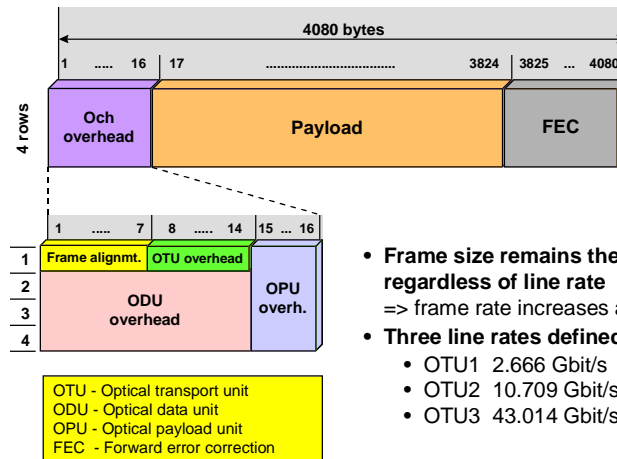 4080 bytes
1 ..... 16 17 .................................. 3824 3825 ... 4080
4 rows
Och
overhead
Payload
FEC
1 ..... 7 8 ..... 14 15 ... 16
1
Frame alignmt.
OTU overhead
2
3
4
ODU
overhead
OPU
overh.
• Frame size remains the
regardless of line rate
=> frame rate increases a
• Three line rates defined
• OTU1 2.666 Gbit/s
• OTU2 10.709 Gbit/s
• OTU3 43.014 Gbit/s
OTU - Optical transport unit
ODU - Optical data unit
OPU - Optical payload unit
FEC - Forward error correction